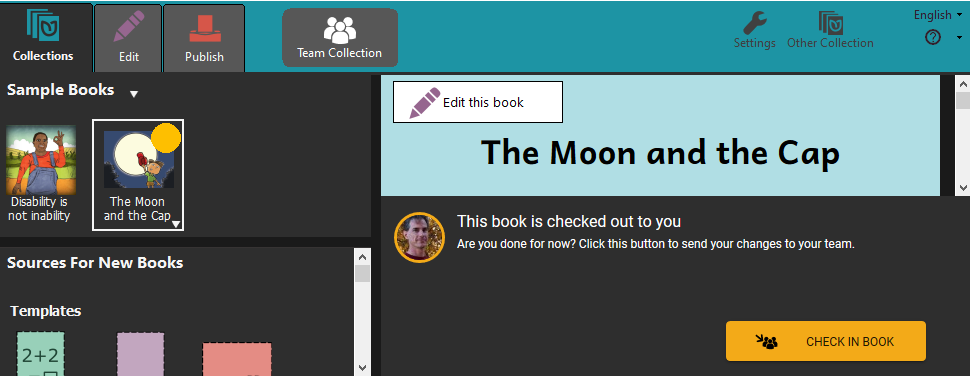 Collections
Edit
Publish
Team Collection
Settings
Other Collection
English
Sample Books
Disability is
not inability
The Moon
and the Cap
Sources For New Books
Templates
2+2
Edit this book
The Moon and the Cap
This book is checked out to you
Are you done for now? Click this button to send your changes to your team.
CHECK IN BOOK